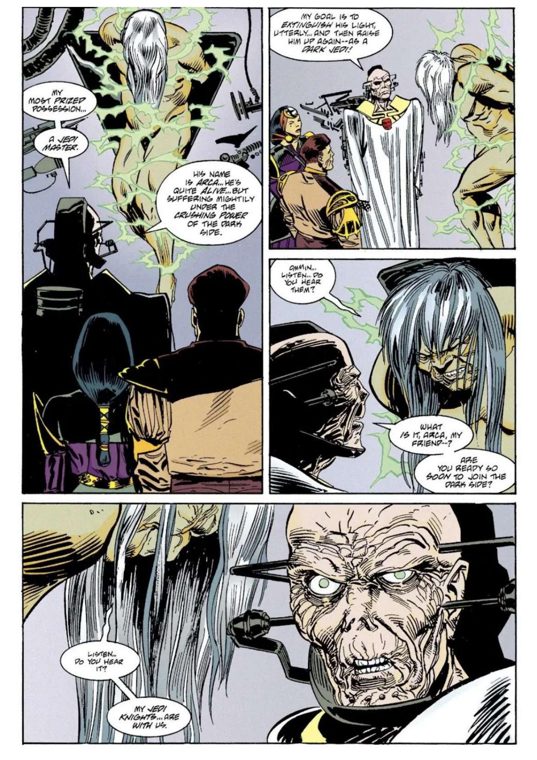 MY
MOST PRIZED
POSSESSION...
A JEDI
MASTER.
HIS NAME
IS ARCA...HE'S
QUITE ALIVE...BUT
SUFFERING MIGHTILY
UNDER THE
CRUSHING POWER
OF THE DARK
SIDE.
MY GOAL IS TO
EXTINGUISH HIS LIGHT,
UTTERLY...AND THEN RAISE
HIM UP AGAIN--AS A
DARK JEDI!
OMMIN...
LISTEN...DO
YOU HEAR
THEM?
WHAT
IS IT, ARCA, MY
FRIEND--?
ARE
YOU READY SO
SOON TO JOIN THE
DARK SIDE?
LISTEN...
DO YOU HEAR
IT?
MY JEDI
KNIGHTS...ARE
WITH US.